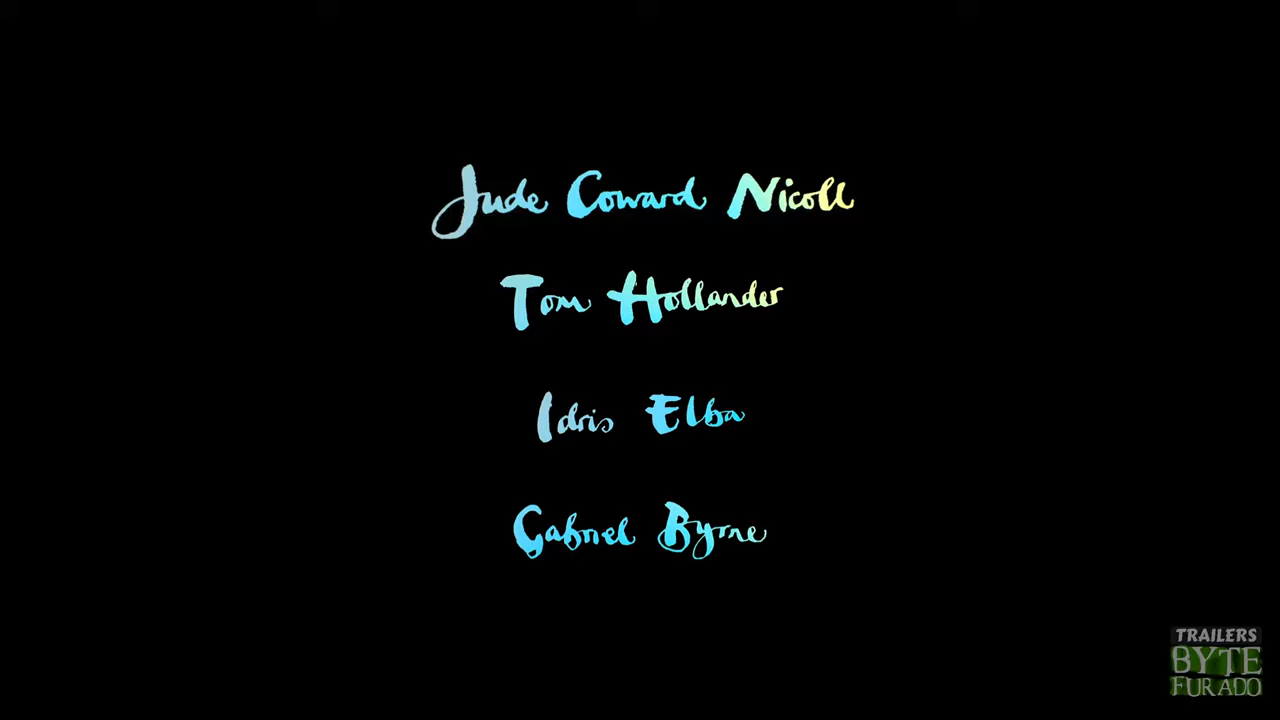 Jude Coward Nicoll
Tom Hollander
Idris Elba
Gabriel Byrne
TRAILERS
BYTE
FURADO